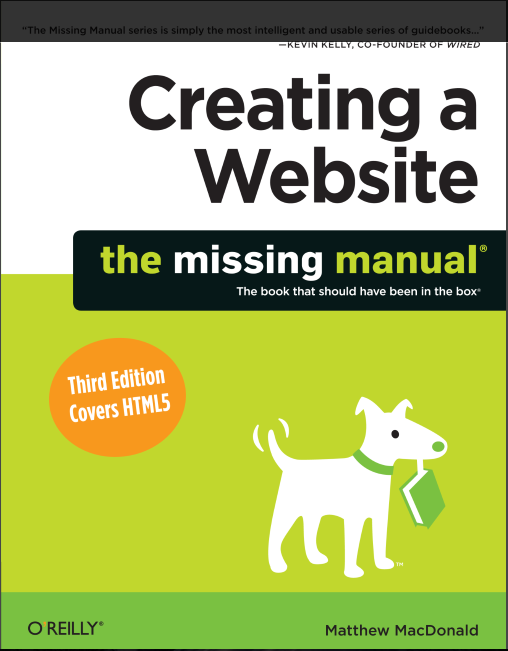 “The Missing Manual series is simply the most intelligent and usable series of guidebooks...”
—KEVIN KELLY, CO-FOUNDER OF WIRED
Creating a
Website
the missing manual®
The book that should have been in the box®
Third Edition
Covers HTML5
™
O REILLY®
Matthew MacDonald